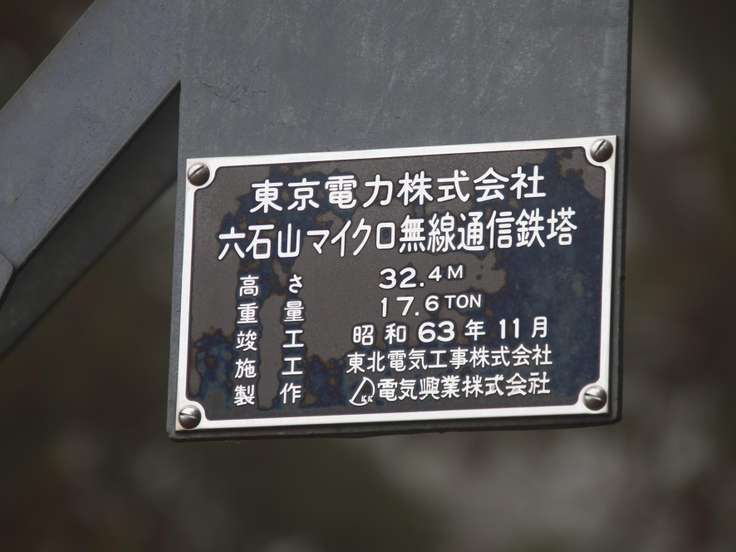 東京電力株式会社
六石山マイクロ無線通信鉄塔
高さ 32.4M
重量 17.6TON
竣工 昭和63年11月
施工 東北電気工事株式会社
製作 電気興業株式会社